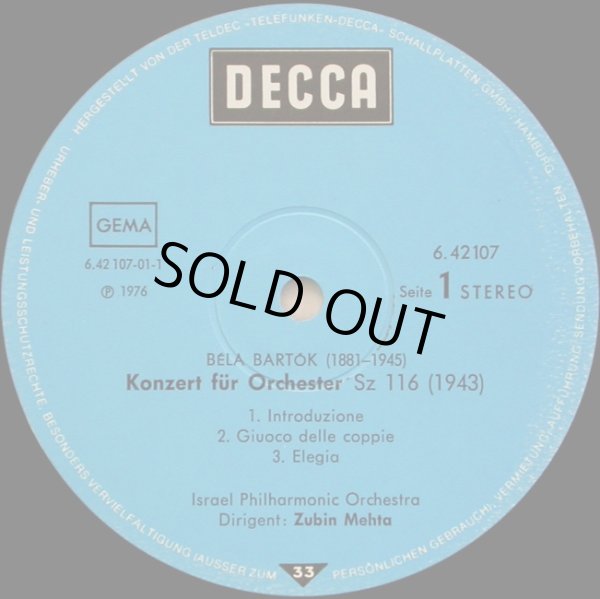 HERGESTELLT VON DER TELDEC »TELEFUNKEN-DECCA« SCHALLPLATTEN GMBH · HAMBURG
URHEBER- UND LEISTUNGSSCHUTZRECHTE, BESONDERS VERVIELFÄLTIGUNG (AUSSER ZUM PERSÖNLICHEN GEBRAUCH), VERMIETUNG, AUFFÜHRUNG, SENDUNG VORBEHALTEN
DECCA
GEMA
6.42 107-01-1
℗ 1976
6.42107
Seite 1 STEREO
SOLD OUT
BÉLA BARTÓK (1881–1945)
Konzert für Orchester Sz 116 (1943)
1. Introduzione
2. Giuoco delle coppie
3. Elegia
Israel Philharmonic Orchestra
Dirigent: Zubin Mehta
33